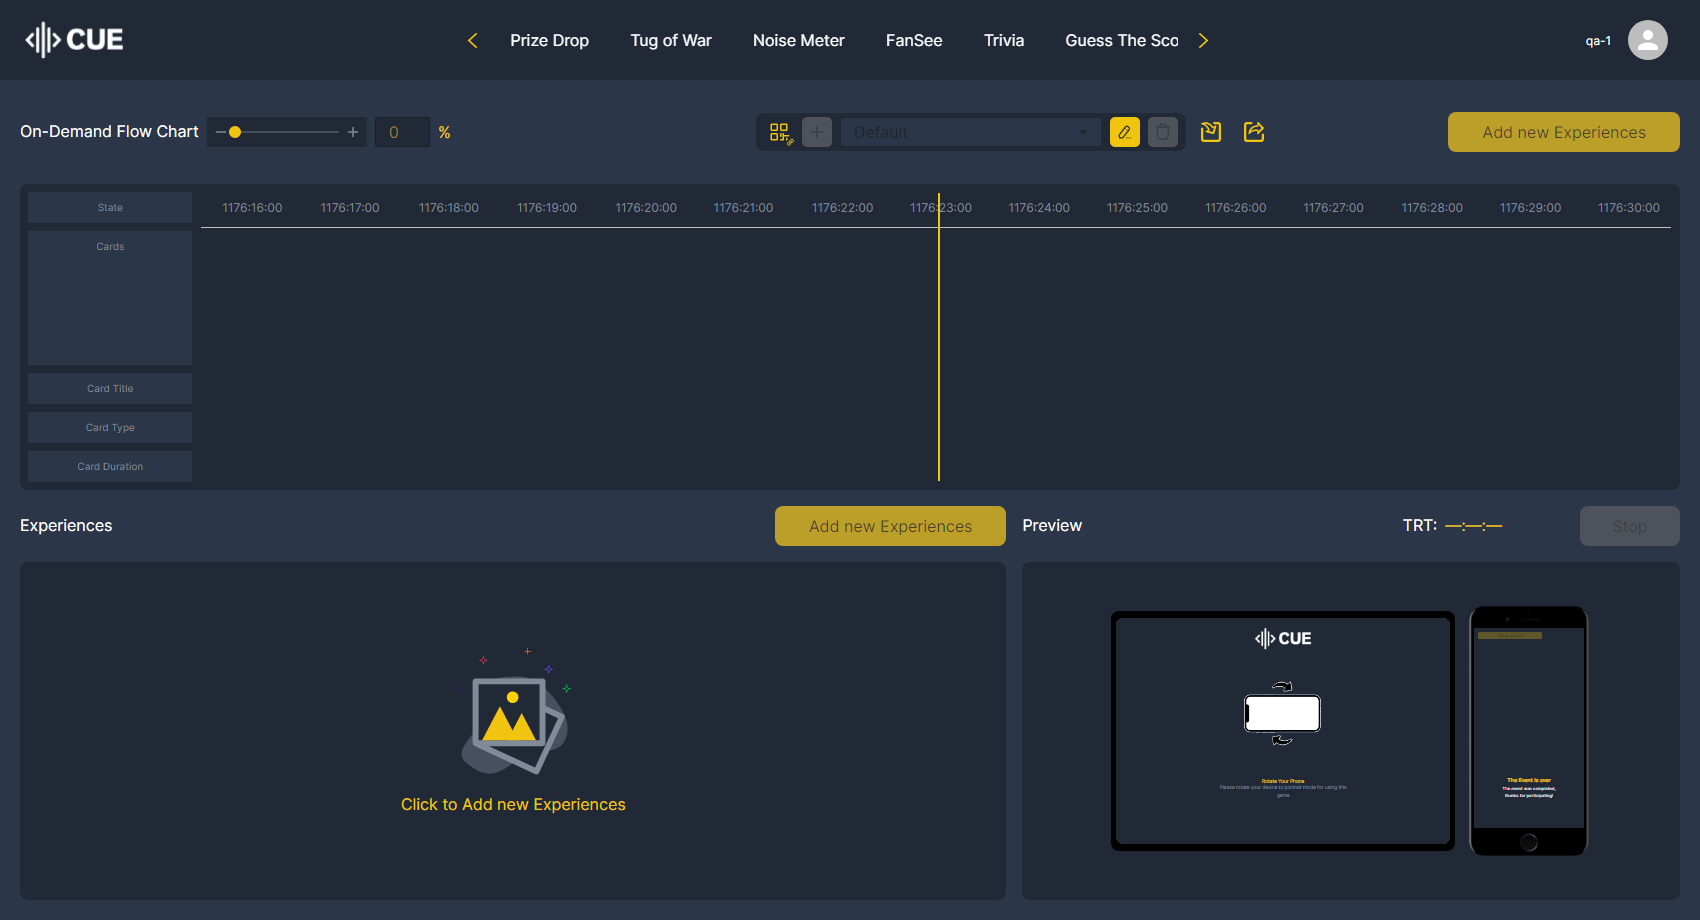 CUE
Prize Drop
Tug of War
Noise Meter
FanSee
Trivia
Guess The Sco
qa-1
On-Demand Flow Chart
0
%
Default
Add new Experiences
State
1176:16:00
1176:17:00
1176:18:00
1176:19:00
1176:20:00
1176:21:00
1176:22:00
1176:23:00
1176:24:00
1176:25:00
1176:26:00
1176:27:00
1176:28:00
1176:29:00
1176:30:00
Cards
Card Title
Card Type
Card Duration
Experiences
Add new Experiences
Preview
TRT: —:—:—
Stop
Click to Add new Experiences
CUE
Rotate Your Phone
Please rotate your device to portrait mode for using this
game
The Event is over
The event was completed,
thanks for participating!